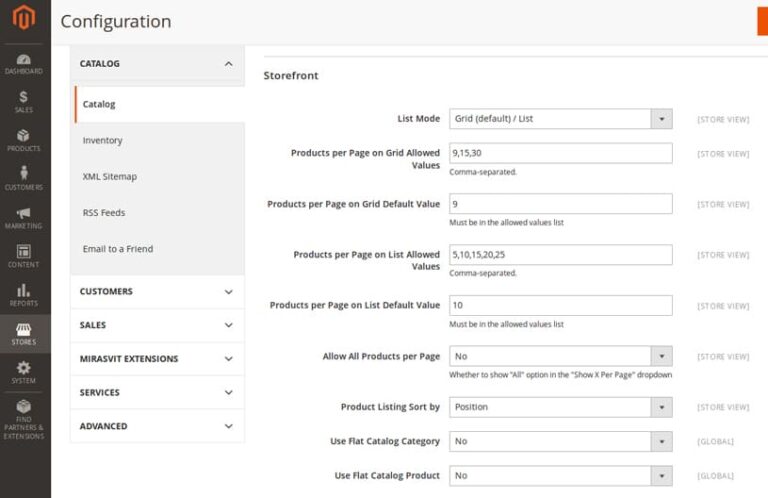 Configuration
DASHBOARD
SALES
PRODUCTS
CUSTOMERS
MARKETING
CONTENT
REPORTS
STORES
SYSTEM
FIND
PARTNERS &
EXTENSIONS
CATALOG
Catalog
Inventory
XML Sitemap
RSS Feeds
Email to a Friend
CUSTOMERS
SALES
MIRASVIT EXTENSIONS
SERVICES
ADVANCED
Storefront
List Mode Grid (default) / List [STORE VIEW]
Products per Page on Grid Allowed 9,15,30 [STORE VIEW]
Values
Comma-separated.
Products per Page on Grid Default Value 9 [STORE VIEW]
Must be in the allowed values list
Products per Page on List Allowed 5,10,15,20,25 [STORE VIEW]
Values
Comma-separated.
Products per Page on List Default Value 10 [STORE VIEW]
Must be in the allowed values list
Allow All Products per Page No [STORE VIEW]
Whether to show "All" option in the "Show X Per Page" dropdown
Product Listing Sort by Position [STORE VIEW]
Use Flat Catalog Category No [GLOBAL]
Use Flat Catalog Product No [GLOBAL]